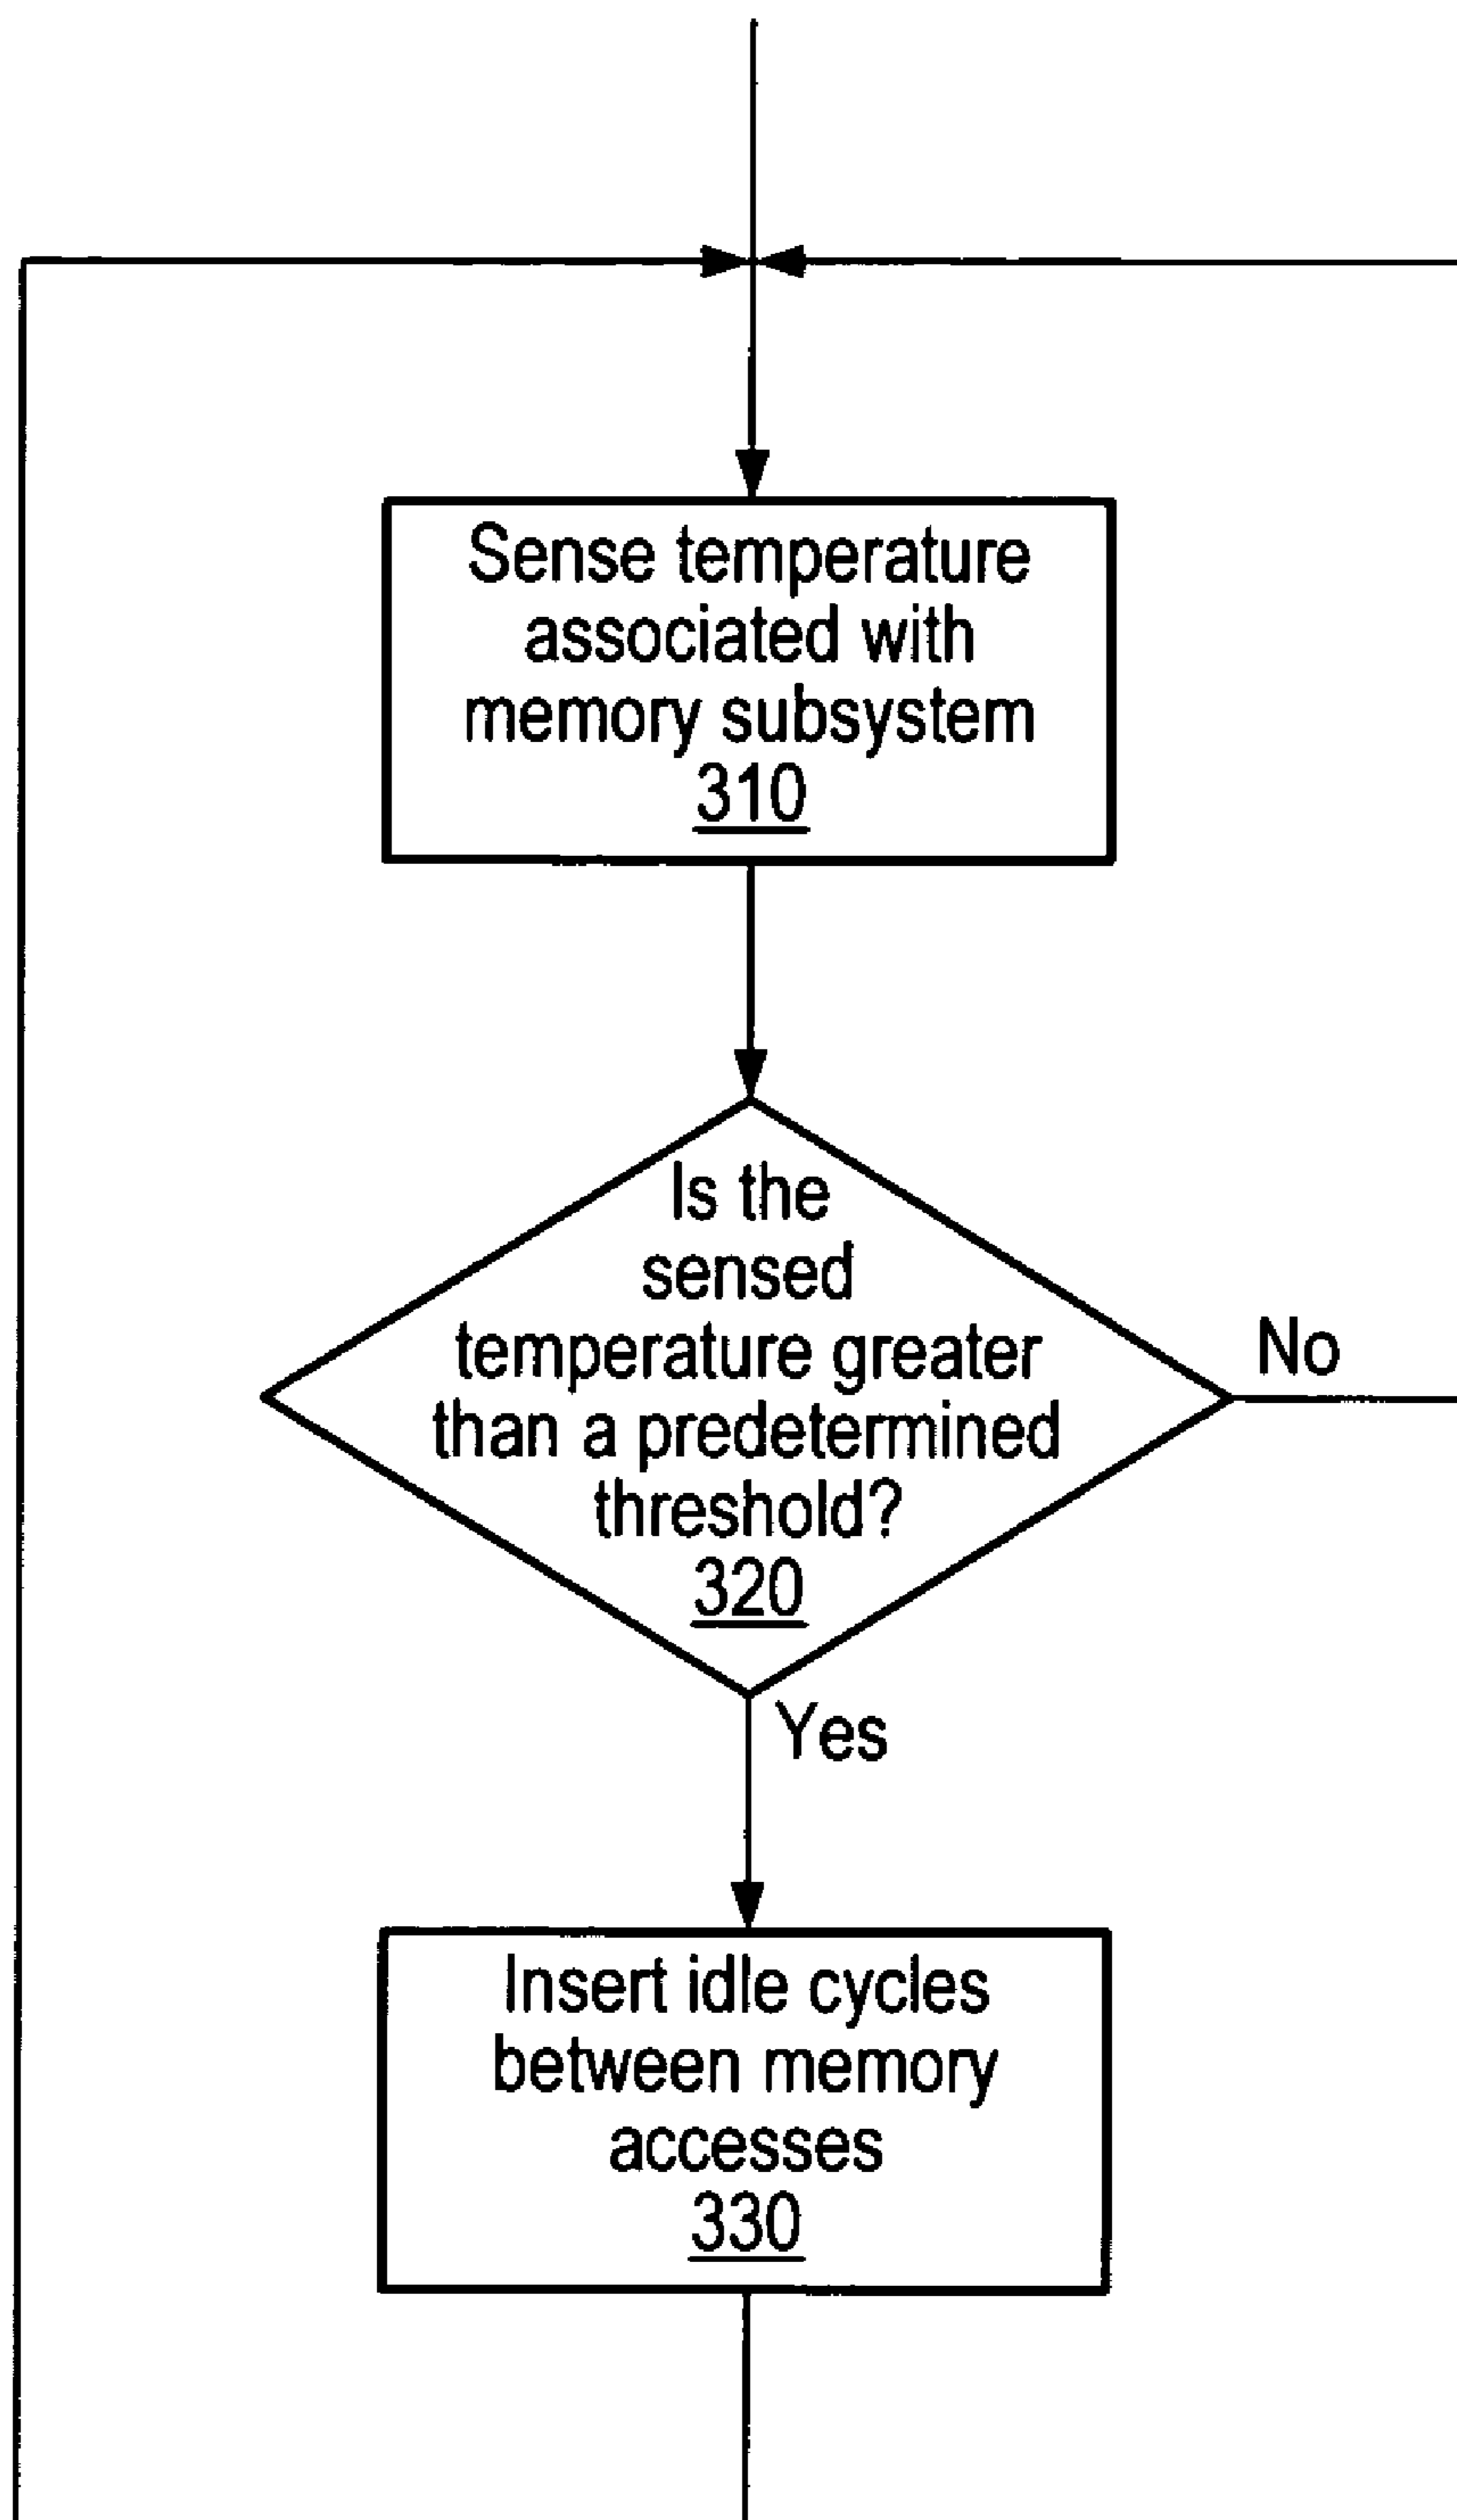 Sense temperature
associated with
memory subsystem
310
Is the
sensed
temperature greater
than a predetermined
threshold?
320
No
Yes
Insert idle cycles
between memory
accesses
330